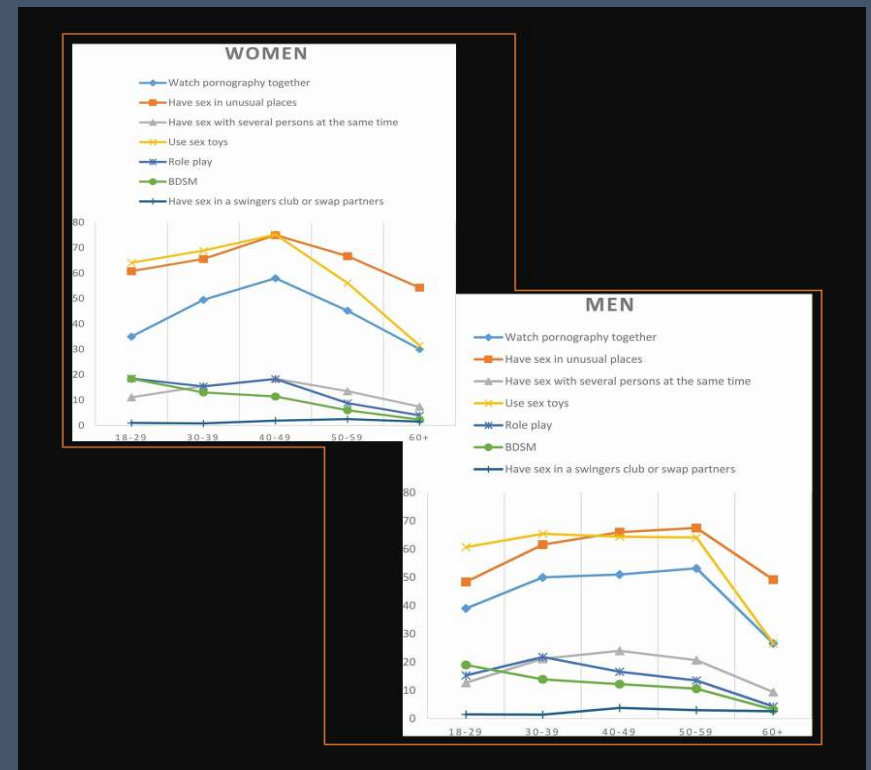 WOMEN
Watch pornography together
Have sex in unusual places
Have sex with several persons at the same time
Use sex toys
Role play
BDSM
Have sex in a swingers club or swap partners
80
70
60
50
40
30
20
10
0
18-29 30-39 40-49 50-59 60+
MEN
Watch pornography together
Have sex in unusual places
Have sex with several persons at the same time
Use sex toys
Role play
BDSM
Have sex in a swingers club or swap partners
80
70
60
50
40
30
20
10
0
18-29 30-39 40-49 50-59 60+